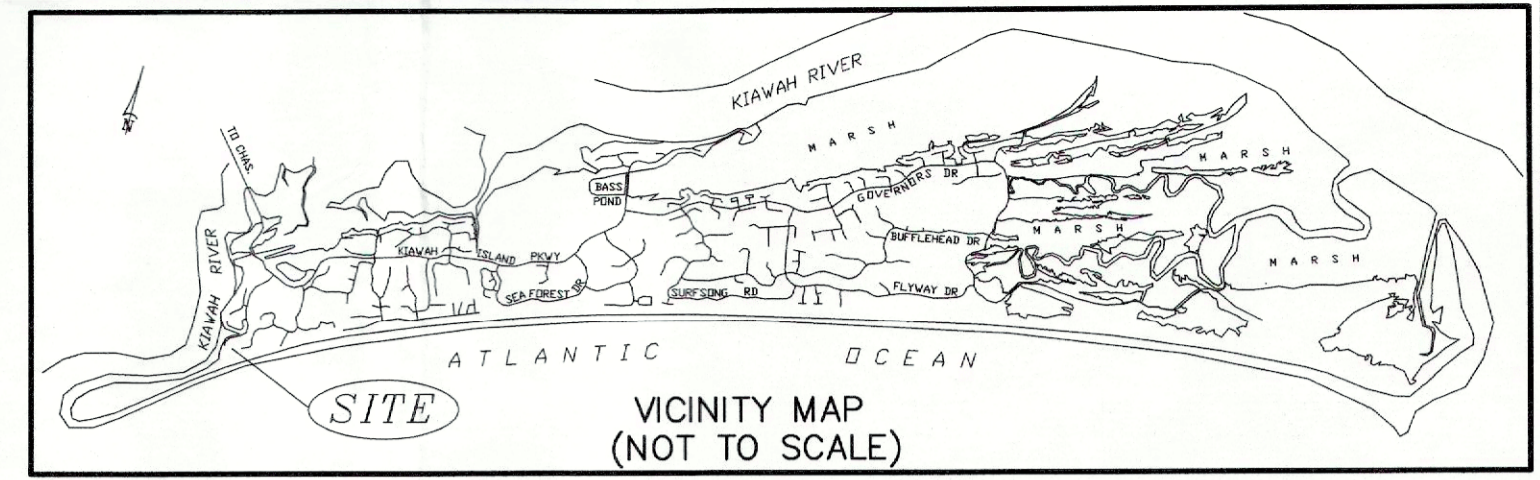 KIAWAH RIVER
TO CHAS.
MARSH
MARSH
BASS
POND
GOVERNORS DR
KIAWAH RIVER
KIAWAH ISLAND PKWY
BUFFLEHEAD DR
MARSH
MARSH
SEA FOREST DR
SURFSONG RD
FLYWAY DR
ATLANTIC OCEAN
SITE
VICINITY MAP
(NOT TO SCALE)